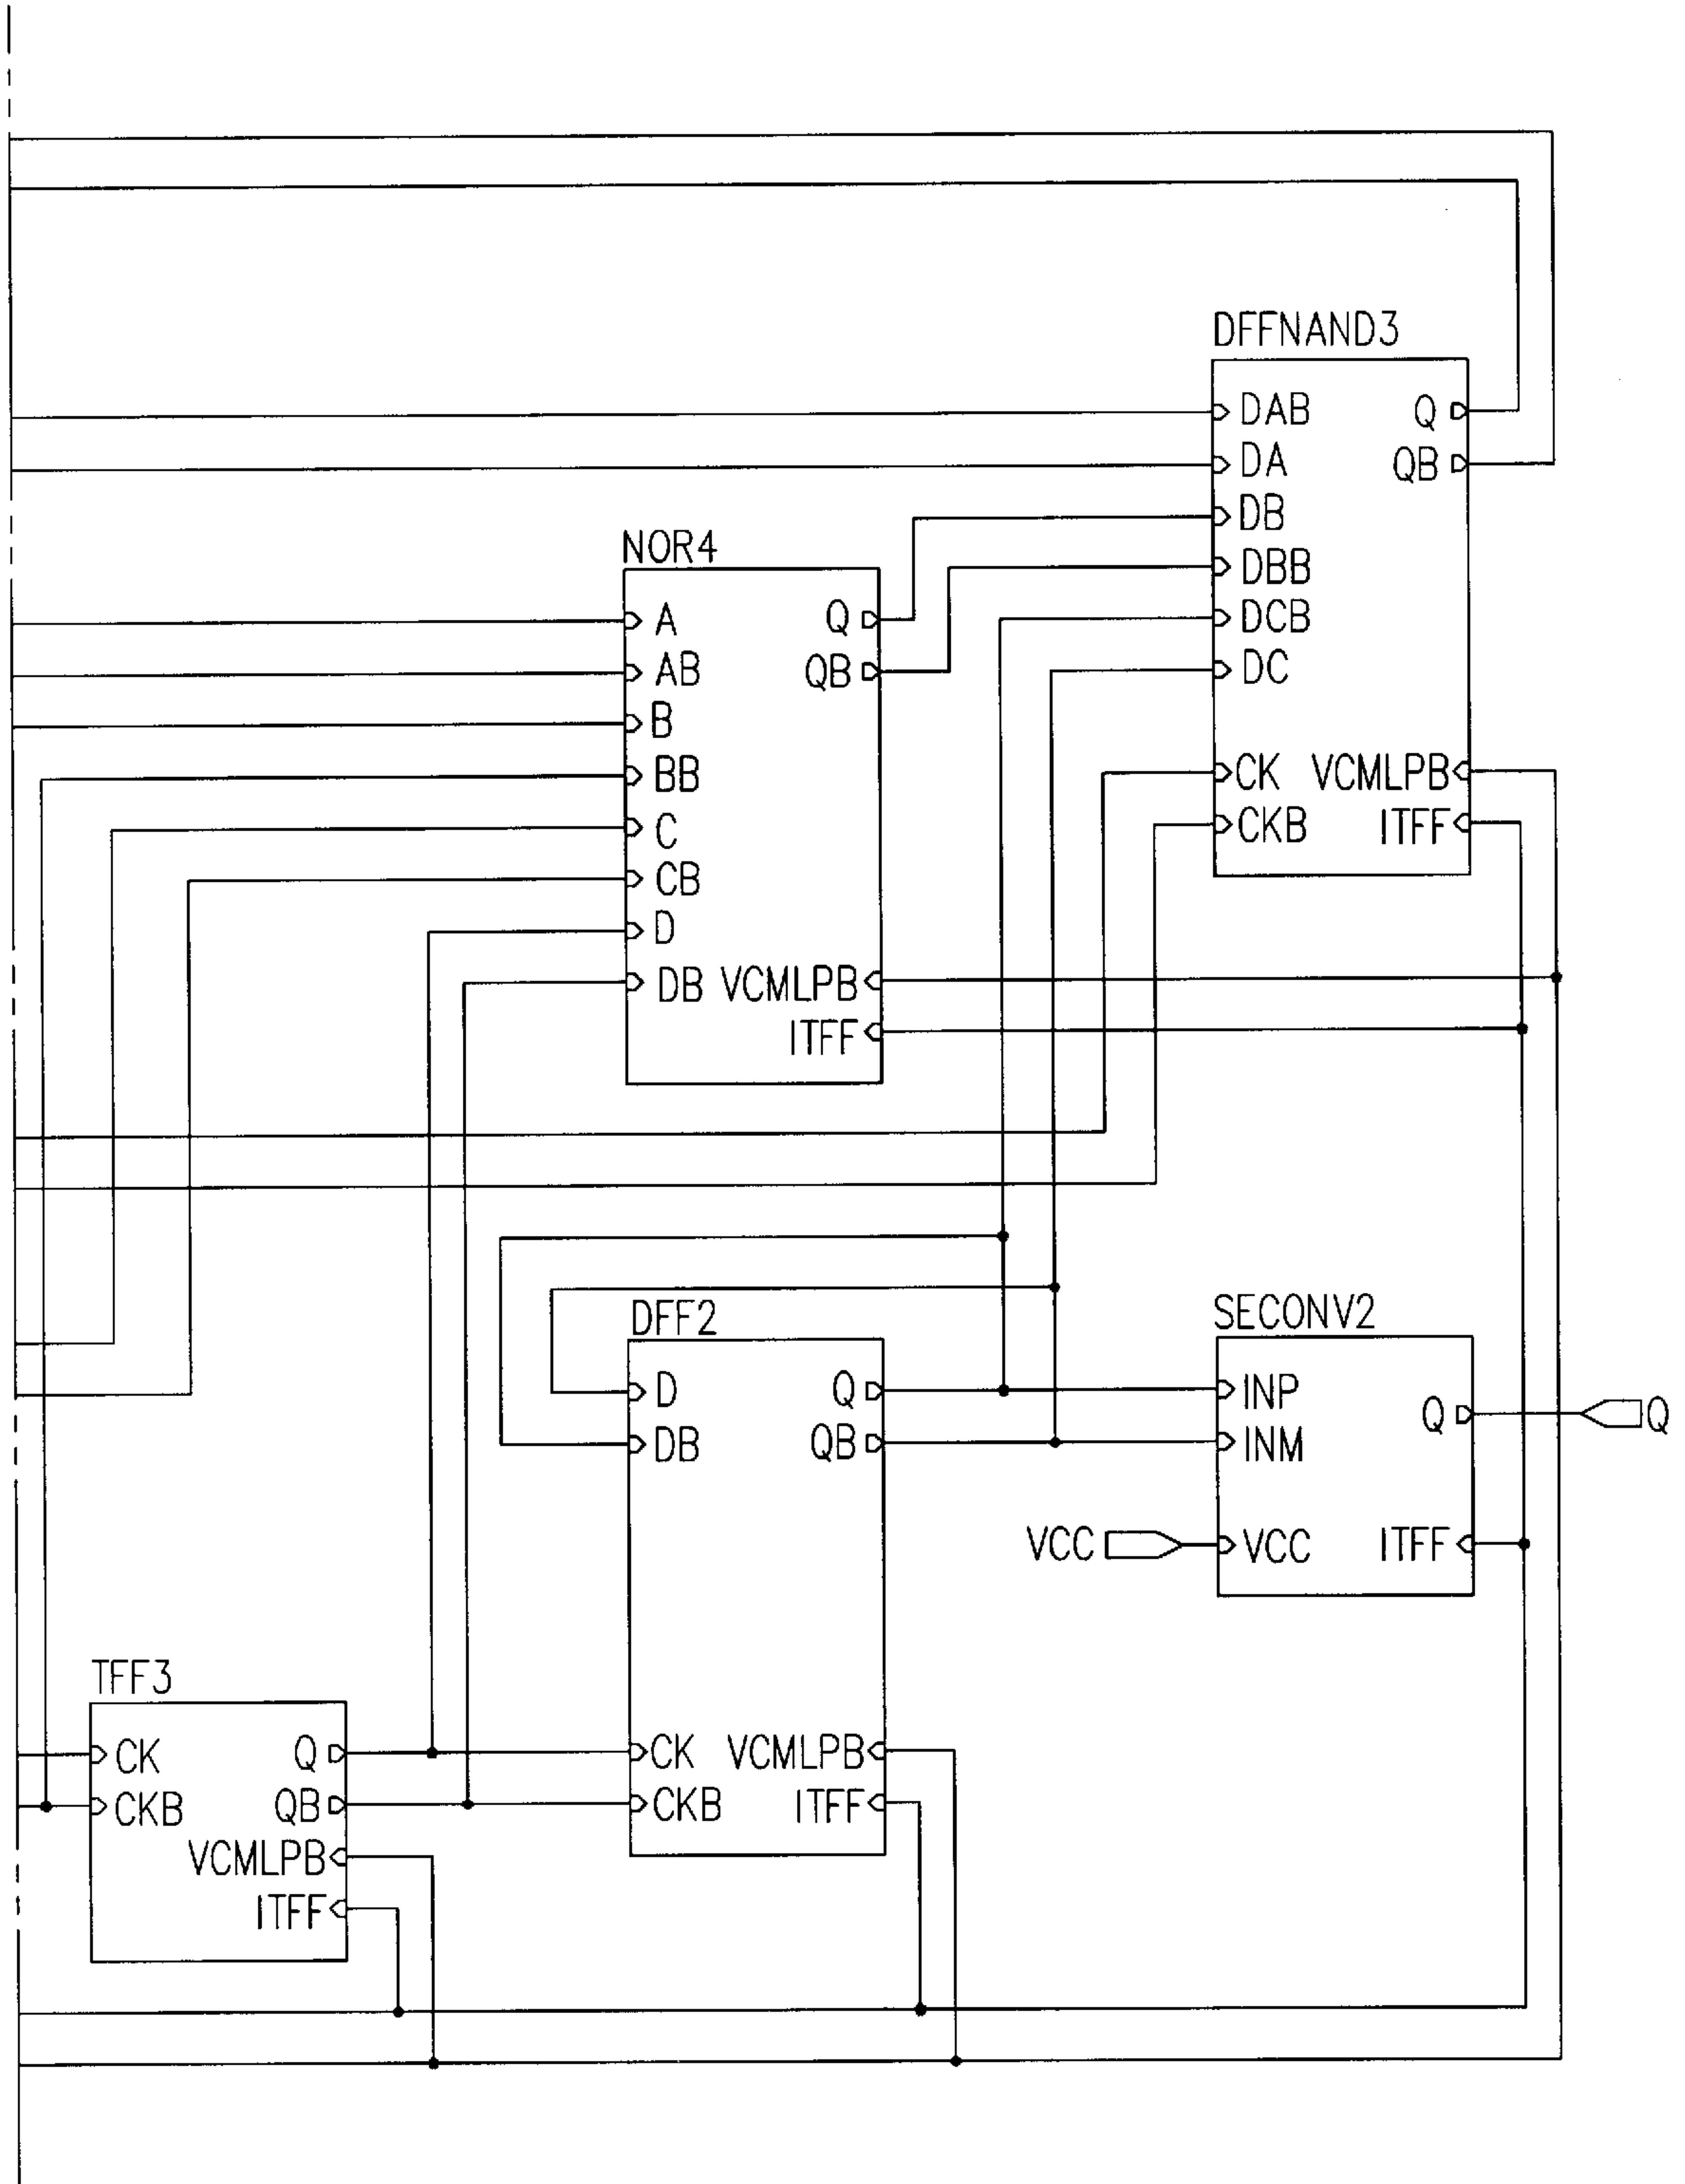 DFFNAND3
DAB Q
DA QB
DB
DBB
DCB
DC
CK VCMLPB
CKB ITFF
NOR4
A Q
AB QB
B
BB
C
CB
D
DB VCMLPB
ITFF
DFF2
D Q
DB QB
CK VCMLPB
CKB ITFF
SECONV2
INP Q Q
INM
VCC VCC ITFF
TFF3
CK Q
CKB QB
VCMLPB
ITFF